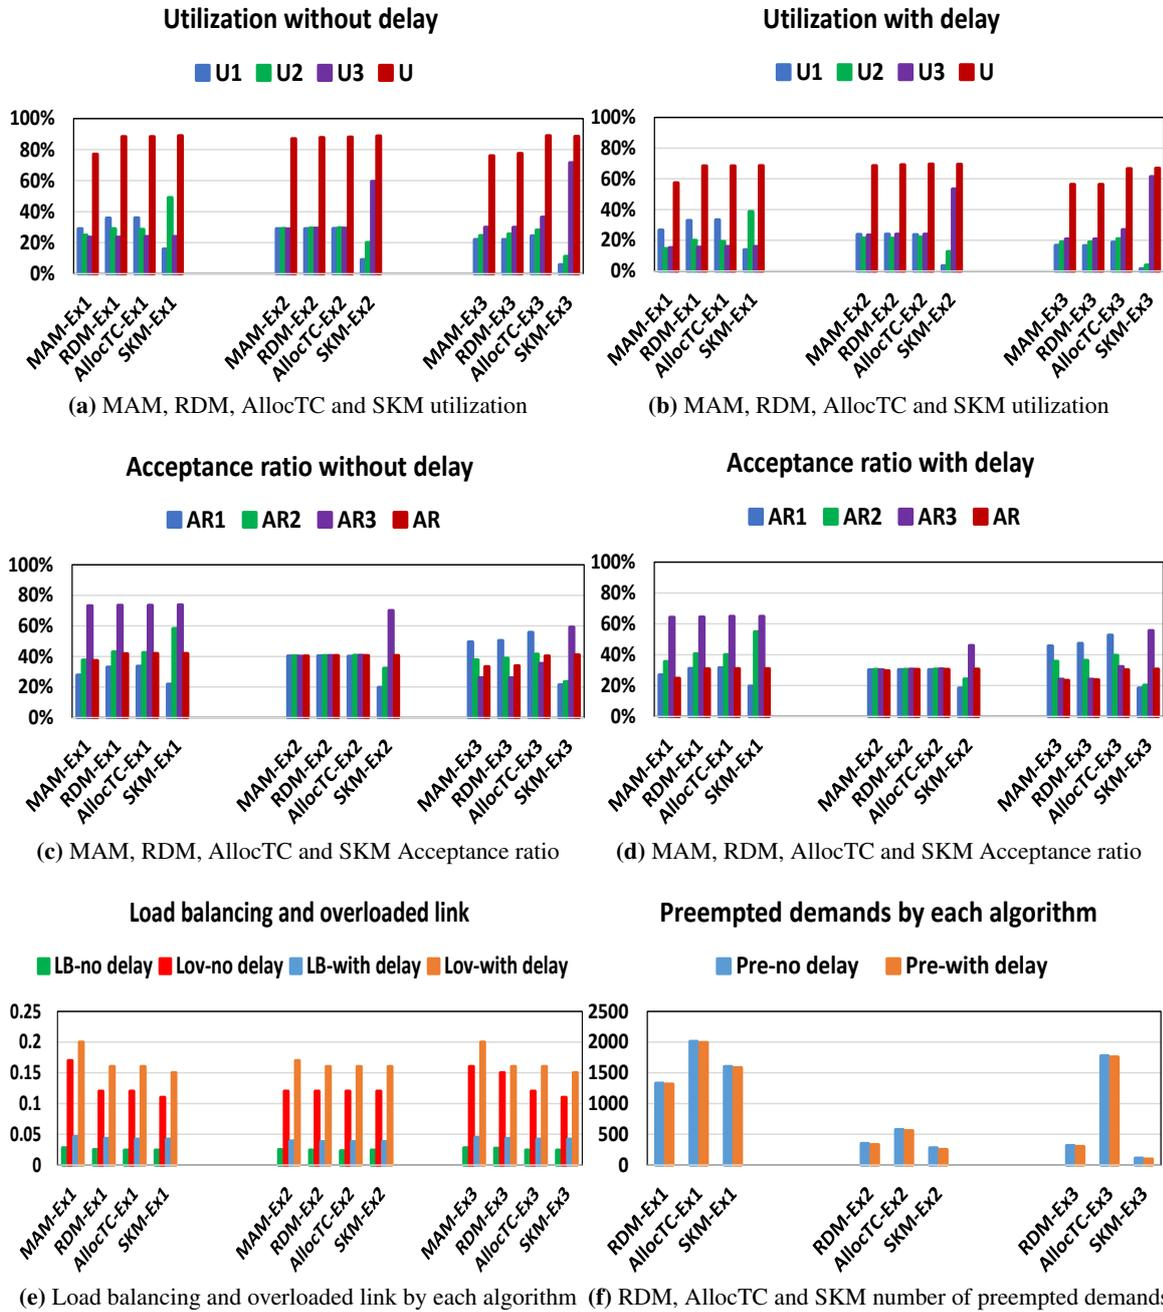 Utilization without delay
U1 U2 U3 U
100%
80%
60%
40%
20%
0%
MAM-Ex1
RDM-Ex1
AllocTC-Ex1
SKM-Ex1
MAM-Ex2
RDM-Ex2
AllocTC-Ex2
SKM-Ex2
MAM-Ex3
RDM-Ex3
AllocTC-Ex3
SKM-Ex3
(a) MAM, RDM, AllocTC and SKM utilization
Utilization with delay
U1 U2 U3 U
100%
80%
60%
40%
20%
0%
MAM-Ex1
RDM-Ex1
AllocTC-Ex1
SKM-Ex1
MAM-Ex2
RDM-Ex2
AllocTC-Ex2
SKM-Ex2
MAM-Ex3
RDM-Ex3
AllocTC-Ex3
SKM-Ex3
(b) MAM, RDM, AllocTC and SKM utilization
Acceptance ratio without delay
AR1 AR2 AR3 AR
100%
80%
60%
40%
20%
0%
MAM-Ex1
RDM-Ex1
AllocTC-Ex1
SKM-Ex1
MAM-Ex2
RDM-Ex2
AllocTC-Ex2
SKM-Ex2
MAM-Ex3
RDM-Ex3
AllocTC-Ex3
SKM-Ex3
(c) MAM, RDM, AllocTC and SKM Acceptance ratio
Acceptance ratio with delay
AR1 AR2 AR3 AR
100%
80%
60%
40%
20%
0%
MAM-Ex1
RDM-Ex1
AllocTC-Ex1
SKM-Ex1
MAM-Ex2
RDM-Ex2
AllocTC-Ex2
SKM-Ex2
MAM-Ex3
RDM-Ex3
AllocTC-Ex3
SKM-Ex3
(d) MAM, RDM, AllocTC and SKM Acceptance ratio
Load balancing and overloaded link
LB-no delay Lov-no delay LB-with delay Lov-with delay
0.25
0.2
0.15
0.1
0.05
0
MAM-Ex1
RDM-Ex1
AllocTC-Ex1
SKM-Ex1
MAM-Ex2
RDM-Ex2
AllocTC-Ex2
SKM-Ex2
MAM-Ex3
RDM-Ex3
AllocTC-Ex3
SKM-Ex3
(e) Load balancing and overloaded link by each algorithm
Preempted demands by each algorithm
Pre-no delay Pre-with delay
2500
2000
1500
1000
500
0
RDM-Ex1
AllocTC-Ex1
SKM-Ex1
RDM-Ex2
AllocTC-Ex2
SKM-Ex2
RDM-Ex3
AllocTC-Ex3
SKM-Ex3
(f) RDM, AllocTC and SKM number of preempted demands